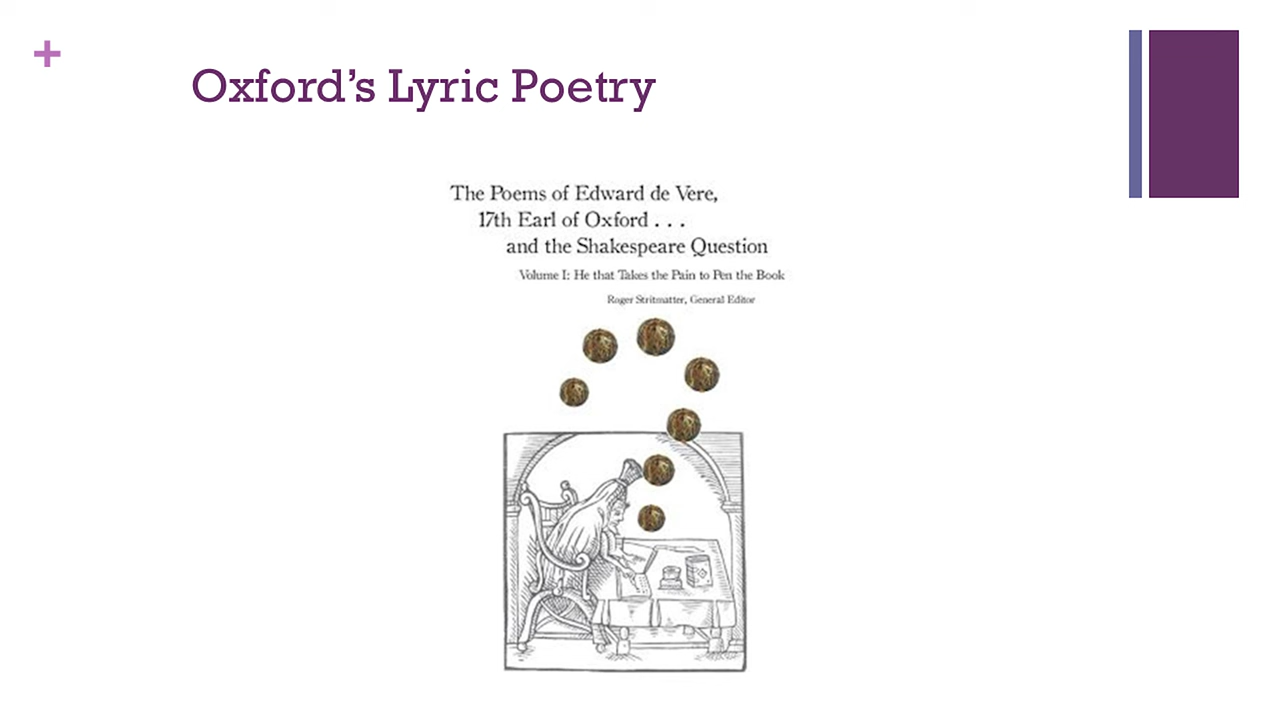 Oxford’s Lyric Poetry
The Poems of Edward de Vere,
17th Earl of Oxford . . .
and the Shakespeare Question
Volume I: He that Takes the Pain to Pen the Book
Roger Stritmatter, General Editor